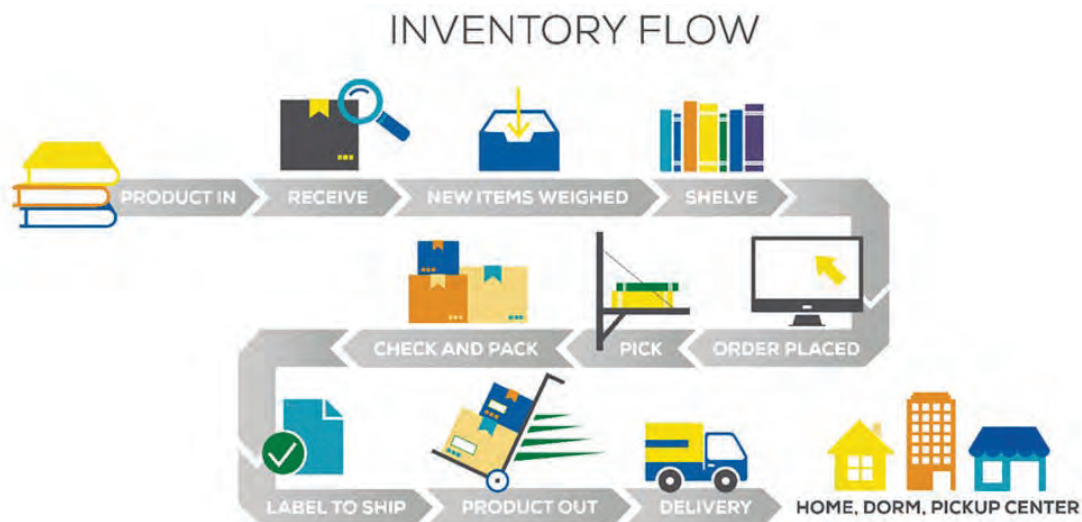 INVENTORY FLOW
PRODUCT IN
RECEIVE
NEW ITEMS WEIGHED
SHELVE
ORDER PLACED
PICK
CHECK AND PACK
LABEL TO SHIP
PRODUCT OUT
DELIVERY
HOME, DORM, PICKUP CENTER